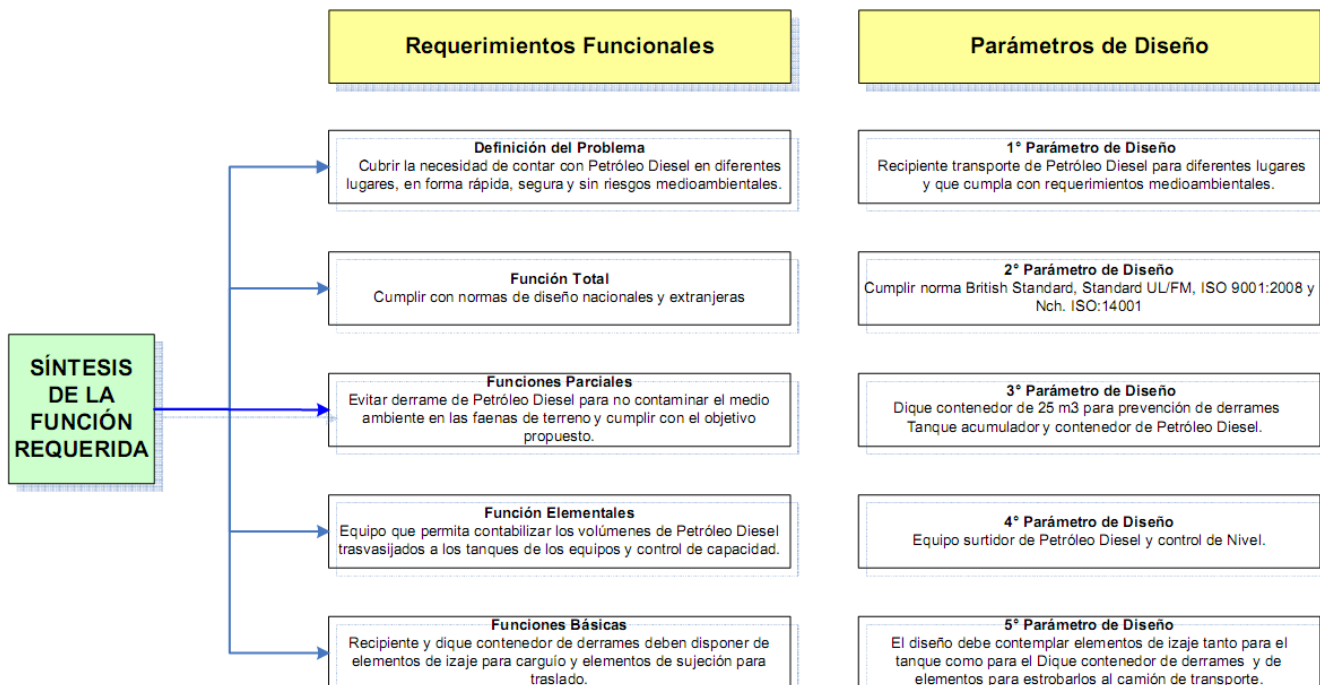 Requerimientos Funcionales
Parámetros de Diseño
SÍNTESIS
DE LA
FUNCIÓN
REQUERIDA
Definición del Problema
Cubrir la necesidad de contar con Petróleo Diesel en diferentes
lugares, en forma rápida, segura y sin riesgos medioambientales.
1° Parámetro de Diseño
Recipiente transporte de Petróleo Diesel para diferentes lugares
y que cumpla con requerimientos medioambientales.
Función Total
Cumplir con normas de diseño nacionales y extranjeras
2° Parámetro de Diseño
Cumplir norma British Standard, Standard UL/FM, ISO 9001:2008 y
Nch. ISO:14001
Funciones Parciales
Evitar derrame de Petróleo Diesel para no contaminar el medio
ambiente en las faenas de terreno y cumplir con el objetivo
propuesto.
3° Parámetro de Diseño
Dique contenedor de 25 m3 para prevención de derrames
Tanque acumulador y contenedor de Petróleo Diesel.
Función Elementales
Equipo que permita contabilizar los volúmenes de Petróleo Diesel
trasvasijados a los tanques de los equipos y control de capacidad.
4° Parámetro de Diseño
Equipo surtidor de Petróleo Diesel y control de Nivel.
Funciones Básicas
Recipiente y dique contenedor de derrames deben disponer de
elementos de izaje para carguío y elementos de sujeción para
traslado.
5° Parámetro de Diseño
El diseño debe contemplar elementos de izaje tanto para el
tanque como para el Dique contenedor de derrames y de
elementos para estrobarlos al camión de transporte.